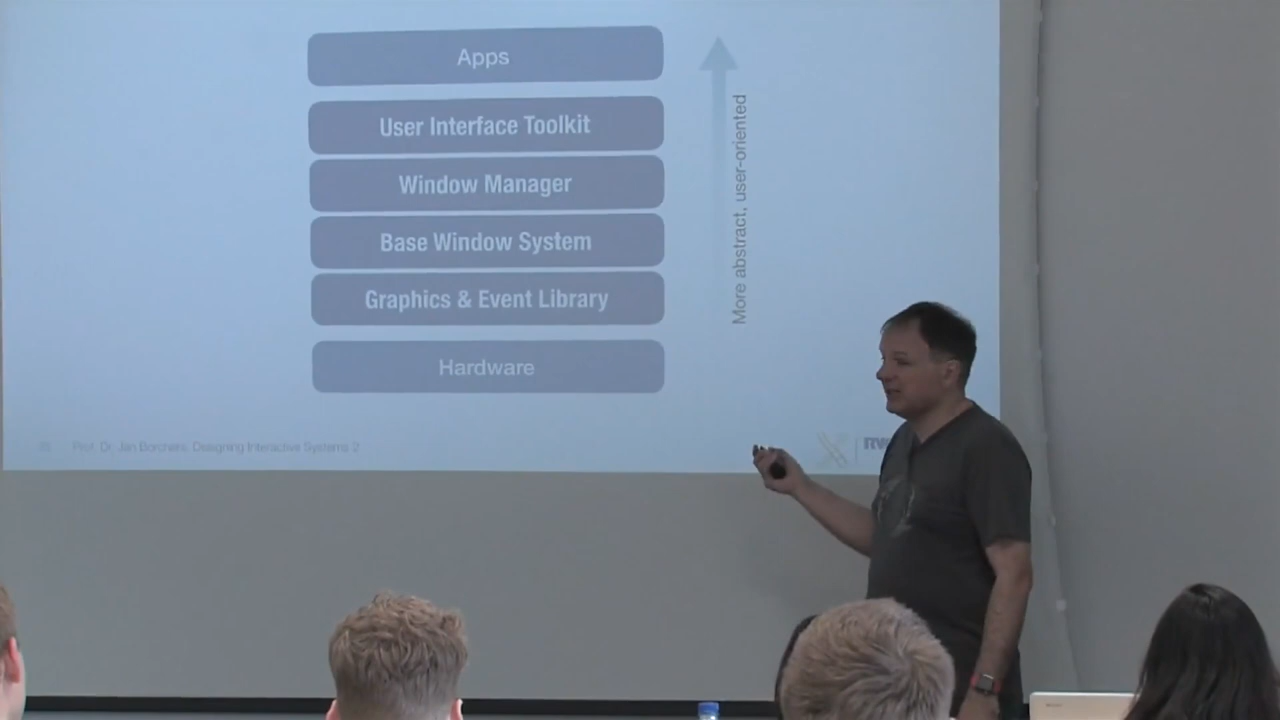 Apps
User Interface Toolkit
Window Manager
Base Window System
Graphics & Event Library
Hardware
More abstract, user-oriented
Prof. Dr. Jan Borchers: Designing Interactive Systems 2